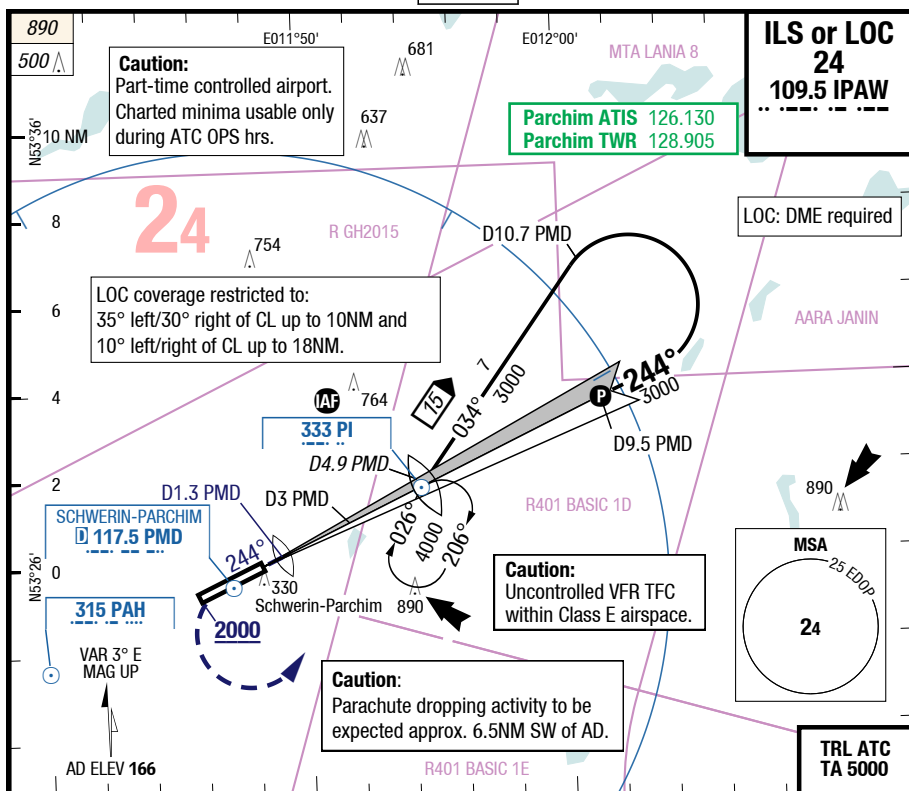 890
500
Caution:
Part-time controlled airport.
Charted minima usable only
during ATC OPS hrs.
E011°50'
E012°00'
681
637
MTA LANIA 8
ILS or LOC
24
109.5 IPAW
Parchim ATIS 126.130
Parchim TWR 128.905
N53°36'
10 NM
24
8
754
R GH2015
D10.7 PMD
LOC: DME required
LOC coverage restricted to:
35° left/30° right of CL up to 10NM and
10° left/right of CL up to 18NM.
6
AARA JANIN
4
IAF
764
15
034°
7
3000
244°
3000
P
D9.5 PMD
333 PI
D4.9 PMD
2
D1.3 PMD
D3 PMD
R401 BASIC 1D
890
SCHWERIN-PARCHIM
D 117.5 PMD
244°
026°
4000
206°
N53°26'
0
330
Schwerin-Parchim
890
Caution:
Uncontrolled VFR TFC
within Class E airspace.
MSA
25 EDOP
24
315 PAH
2000
VAR 3° E
MAG UP
Caution:
Parachute dropping activity to be
expected approx. 6.5NM SW of AD.
AD ELEV 166
R401 BASIC 1E
TRL ATC
TA 5000